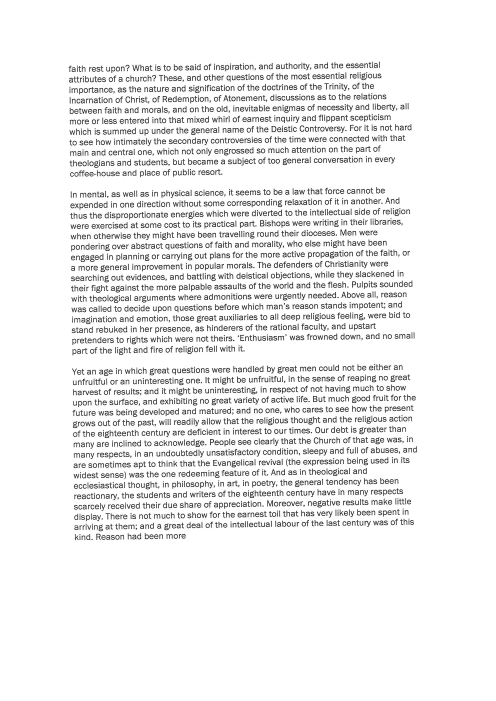 faith rest upon? What is to be said of inspiration, and authority, and the essential
attributes of a church? These, and other questions of the most essential religious
importance, as the nature and signification of the doctrines of the Trinity, of the
Incarnation of Christ, of Redemption, of Atonement, discussions as to the relations
between faith and morals, and on the old, inevitable enigmas of necessity and liberty, all
more or less entered into that mixed whirl of earnest inquiry and flippant scepticism
which is summed up under the general name of the Deistic Controversy. For it is not hard
to see how intimately the secondary controversies of the time were connected with that
main and central one, which not only engrossed so much attention on the part of
theologians and students, but became a subject of too general conversation in every
coffee-house and place of public resort.
In mental, as well as in physical science, it seems to be a law that force cannot be
expended in one direction without some corresponding relaxation of it in another. And
thus the disproportionate energies which were diverted to the intellectual side of religion
were exercised at some cost to its practical part. Bishops were writing in their libraries,
when otherwise they might have been travelling round their dioceses. Men were
pondering over abstract questions of faith and morality, who else might have been
engaged in planning or carrying out plans for the more active propagation of the faith, or
a more general improvement in popular morals. The defenders of Christianity were
searching out evidences, and battling with deistical objections, while they slackened in
their fight against the more palpable assaults of the world and the flesh. Pulpits sounded
with theological arguments where admonitions were urgently needed. Above all, reason
was called to decide upon questions before which man's reason stands impotent; and
imagination and emotion, those great auxiliaries to all deep religious feeling, were bid to
stand rebuked in her presence, as hinderers of the rational faculty, and upstart
pretenders to rights which were not theirs. 'Enthusiasm' was frowned down, and no small
part of the light and fire of religion fell with it.
Yet an age in which great questions were handled by great men could not be either an
unfruitful or an uninteresting one. It might be unfruitful, in the sense of reaping no great
harvest of results; and it might be uninteresting, in respect of not having much to show
upon the surface, and exhibiting no great variety of active life. But much good fruit for the
future was being developed and matured; and no one, who cares to see how the present
grows out of the past, will readily allow that the religious thought and the religious action
of the eighteenth century are deficient in interest to our times. Our debt is greater than
many are inclined to acknowledge. People see clearly that the Church of that age was, in
many respects, in an undoubtedly unsatisfactory condition, sleepy and full of abuses, and
are sometimes apt to think that the Evangelical revival (the expression being used in its
widest sense) was the one redeeming feature of it. And as in theological and
ecclesiastical thought, in philosophy, in art, in poetry, the general tendency has been
reactionary, the students and writers of the eighteenth century have in many respects
scarcely received their due share of appreciation. Moreover, negative results make little
display. There is not much to show for the earnest toil that has very likely been spent in
arriving at them; and a great deal of the intellectual labour of the last century was of this
kind. Reason had been more